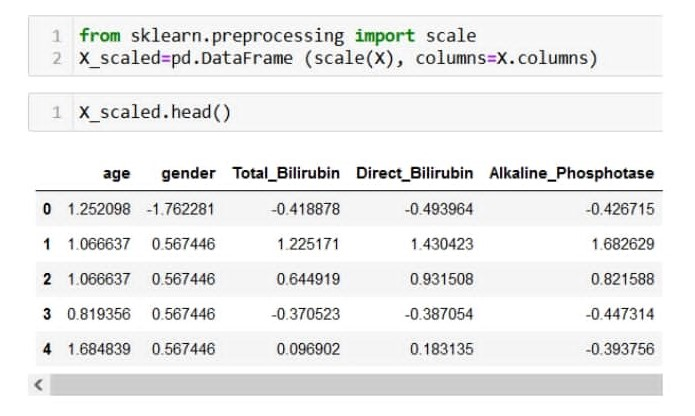 1 from sklearn.preprocessing import scale
2 X_scaled=pd.DataFrame (scale(X), columns=X.columns)
1 X_scaled.head()
age gender Total_Bilirubin Direct_Bilirubin Alkaline_Phosphotase
0 1.252098 -1.762281 -0.418878 -0.493964 -0.426715
1 1.066637 0.567446 1.225171 1.430423 1.682629
2 1.066637 0.567446 0.644919 0.931508 0.821588
3 0.819356 0.567446 -0.370523 -0.387054 -0.447314
4 1.684839 0.567446 0.096902 0.183135 -0.393756